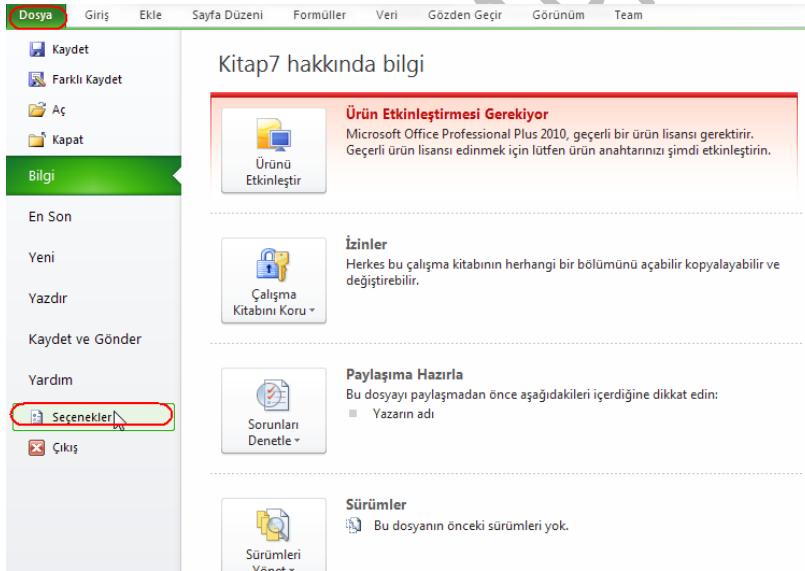 Dosya Giriş Ekle Sayfa Düzeni Formüller Veri Gözden Geçir Görünüm Team
Kaydet
Farklı Kaydet
Aç
Kapat
Bilgi
En Son
Yeni
Yazdır
Kaydet ve Gönder
Yardım
Seçenekler
Çıkış
Kitap7 hakkında bilgi
Ürünü
Etkinleştir
Ürün Etkinleştirmesi Gerekiyor
Microsoft Office Professional Plus 2010, geçerli bir ürün lisansı gerektirir.
Geçerli ürün lisansı edinmek için lütfen ürün anahtarınızı şimdi etkinleştirin.
Çalışma
Kitabını Koru
İzinler
Herkes bu çalışma kitabının herhangi bir bölümünü açabilir kopyalayabilir ve
değiştirebilir.
Sorunları
Denetle
Paylaşıma Hazırla
Bu dosyayı paylaşmadan önce aşağıdakileri içerdiğine dikkat edin:
Yazarın adı
Sürümleri
Yönet
Sürümler
Bu dosyanın önceki sürümleri yok.